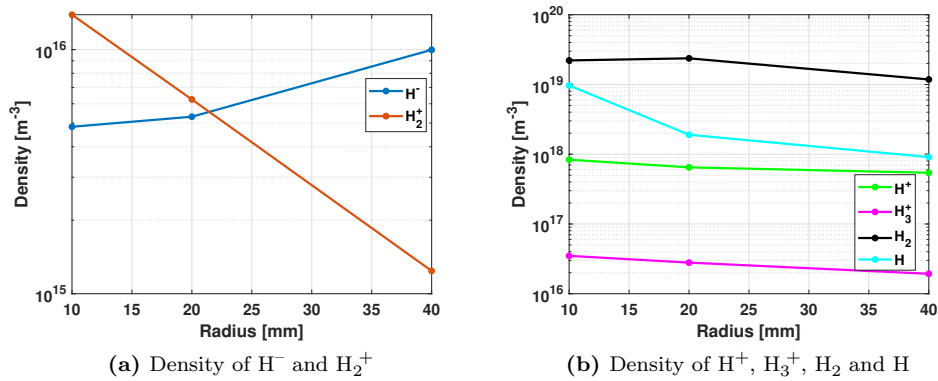 10^16
10^15
Density [m^-3]
10 15 20 25 30 35 40
Radius [mm]
H^-
H_2^+
(a) Density of H^− and H_2^+
10^20
10^19
10^18
10^17
10^16
Density [m^-3]
10 15 20 25 30 35 40
Radius [mm]
H^+
H_3^+
H_2
H
(b) Density of H^+, H_3^+, H_2 and H